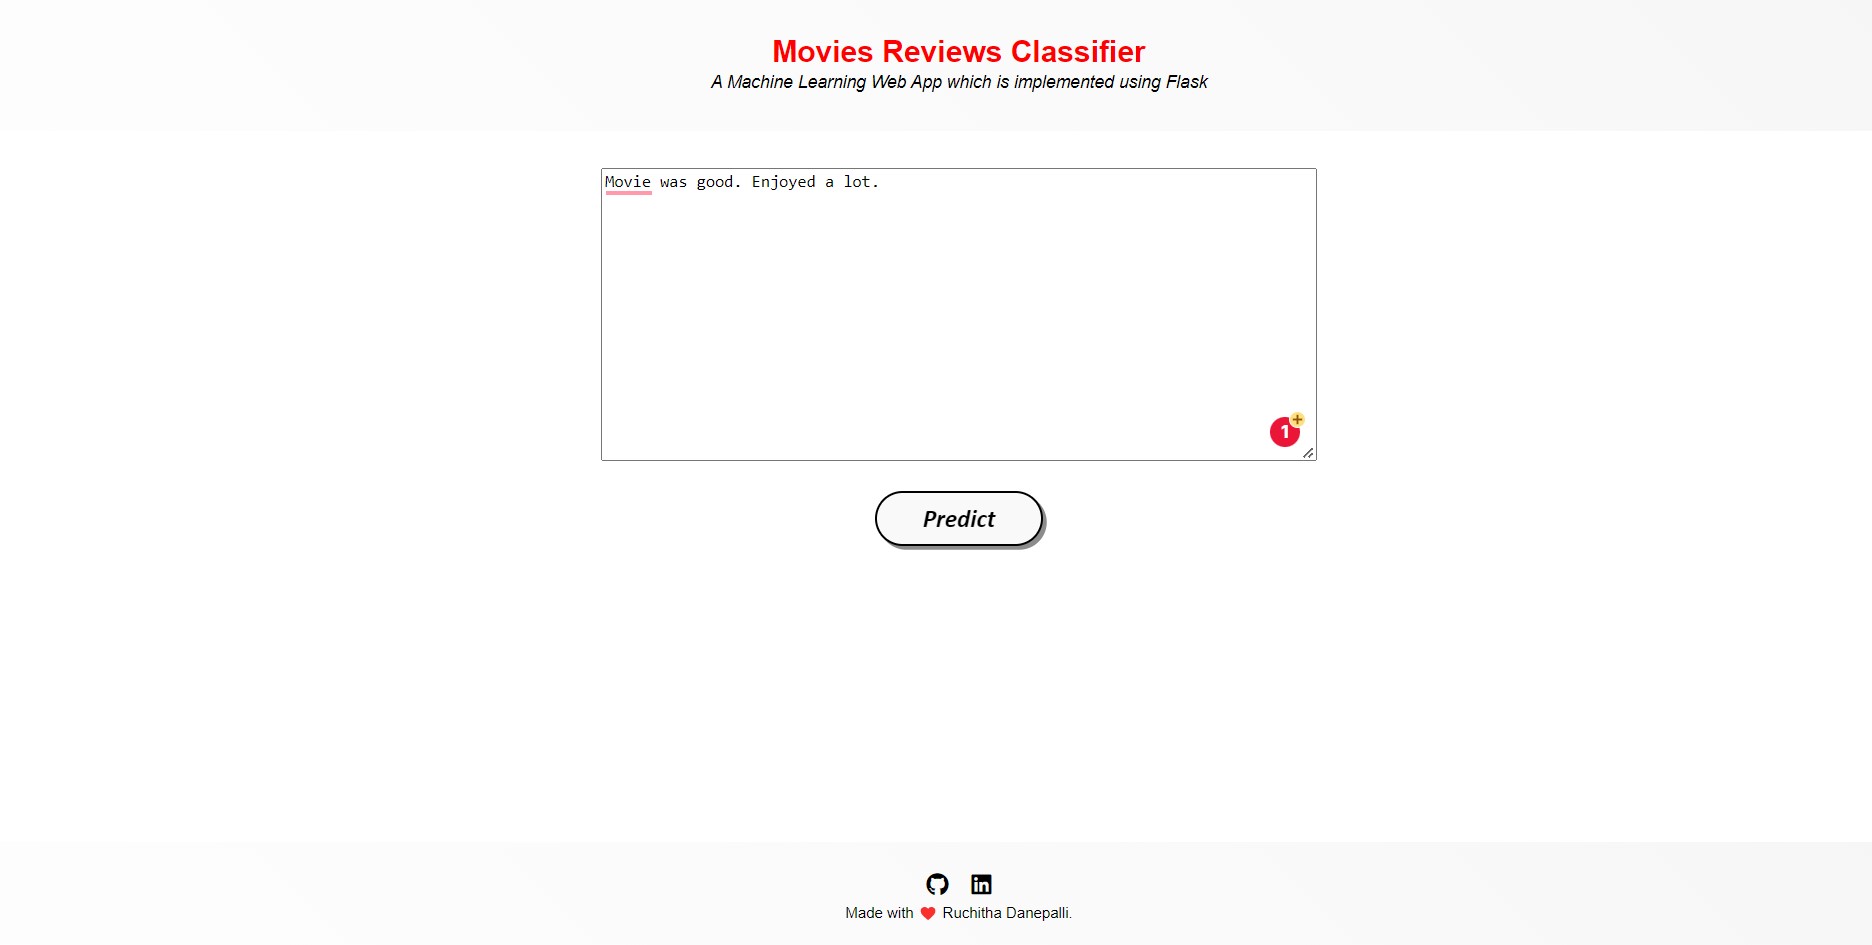 Movies Reviews Classifier
A Machine Learning Web App which is implemented using Flask
Movie was good. Enjoyed a lot.
1
+
Predict
in
Made with ❤ Ruchitha Danepalli.